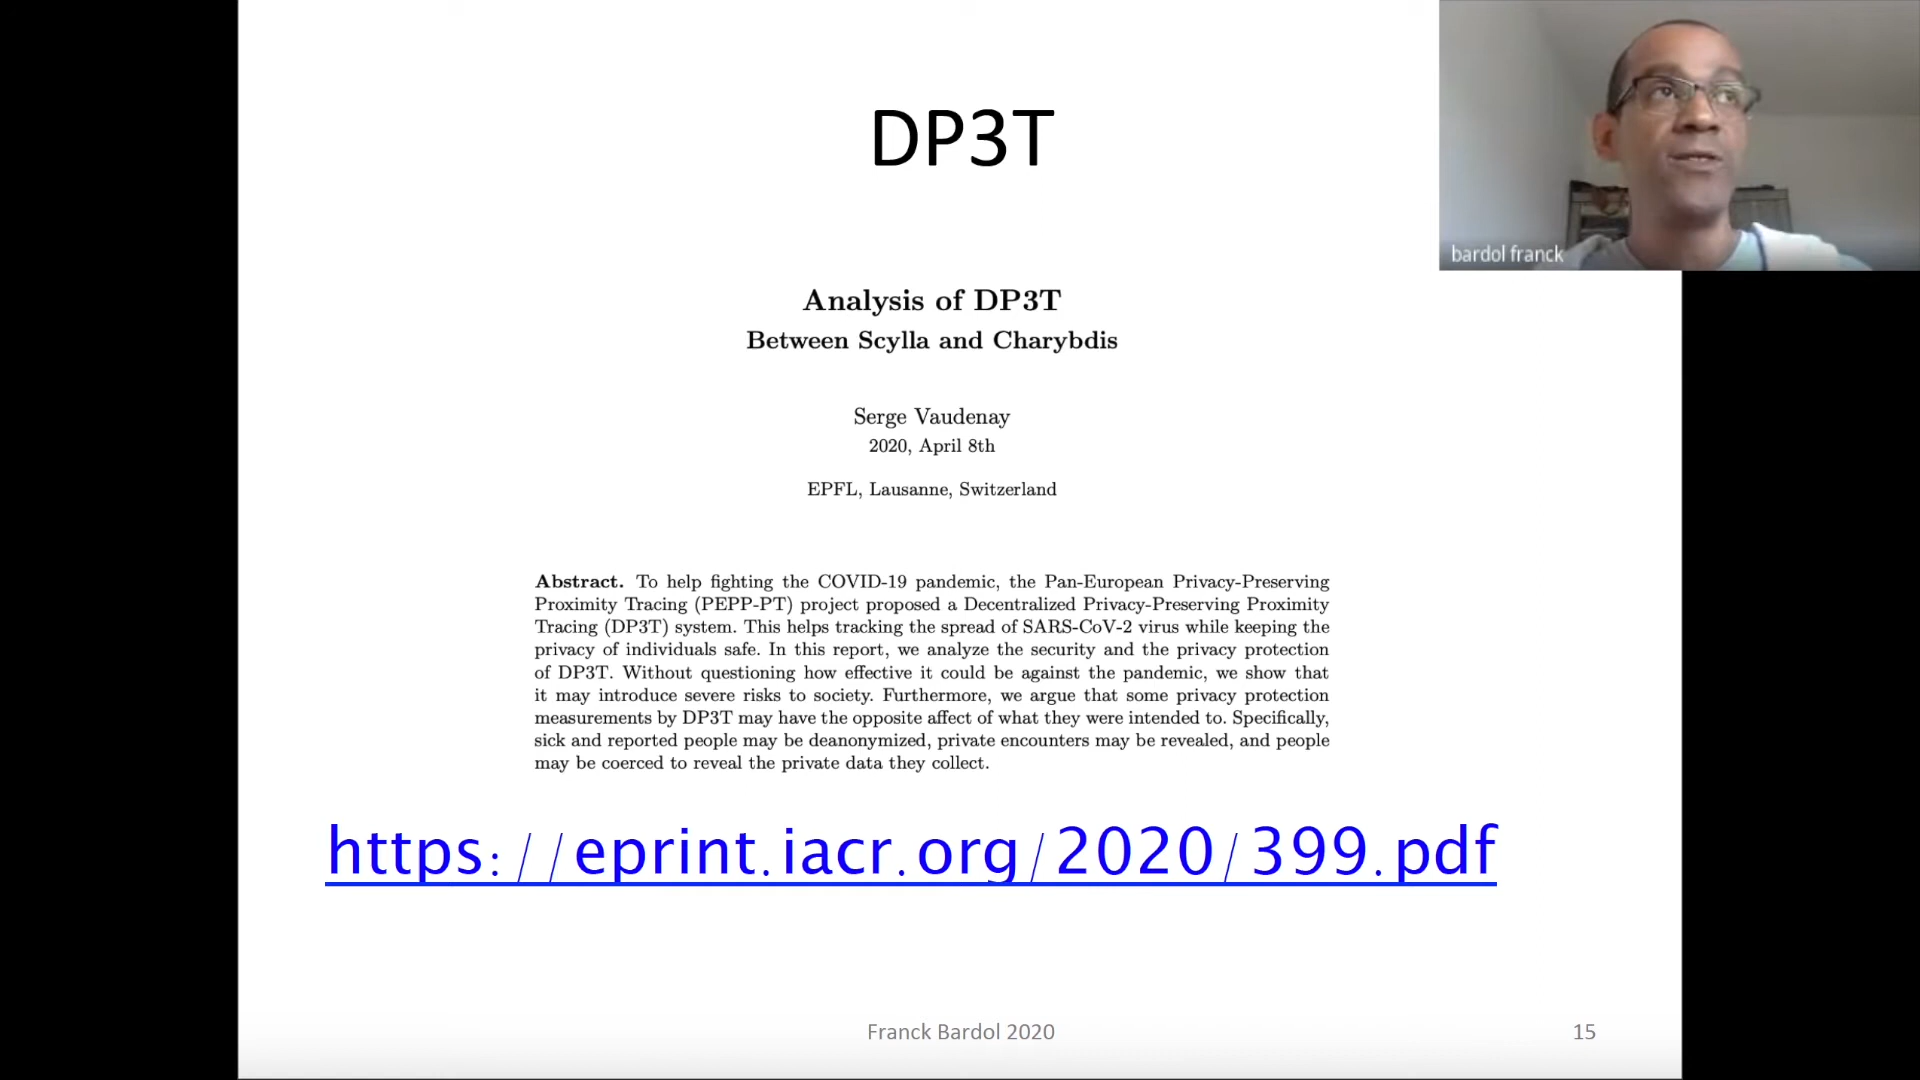 DP3T
bardol franck
Analysis of DP3T
Between Scylla and Charybdis
Serge Vaudenay
2020, April 8th
EPFL, Lausanne, Switzerland
Abstract. To help fighting the COVID-19 pandemic, the Pan-European Privacy-Preserving
Proximity Tracing (PEPP-PT) project proposed a Decentralized Privacy-Preserving Proximity
Tracing (DP3T) system. This helps tracking the spread of SARS-CoV-2 virus while keeping the
privacy of individuals safe. In this report, we analyze the security and the privacy protection
of DP3T. Without questioning how effective it could be against the pandemic, we show that
it may introduce severe risks to society. Furthermore, we argue that some privacy protection
measurements by DP3T may have the opposite affect of what they were intended to. Specifically,
sick and reported people may be deanonymized, private encounters may be revealed, and people
may be coerced to reveal the private data they collect.
https://eprint.iacr.org/2020/399.pdf
Franck Bardol 2020
15